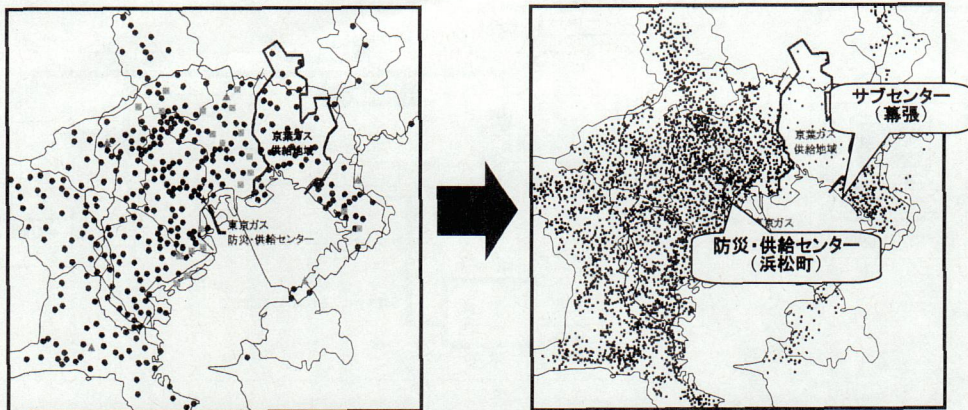 京葉ガス
供給地域
東京ガス
防災・供給センター
サブセンター
(幕張)
京葉ガス
供給地域
東京ガス
防災・供給センター
(浜松町)